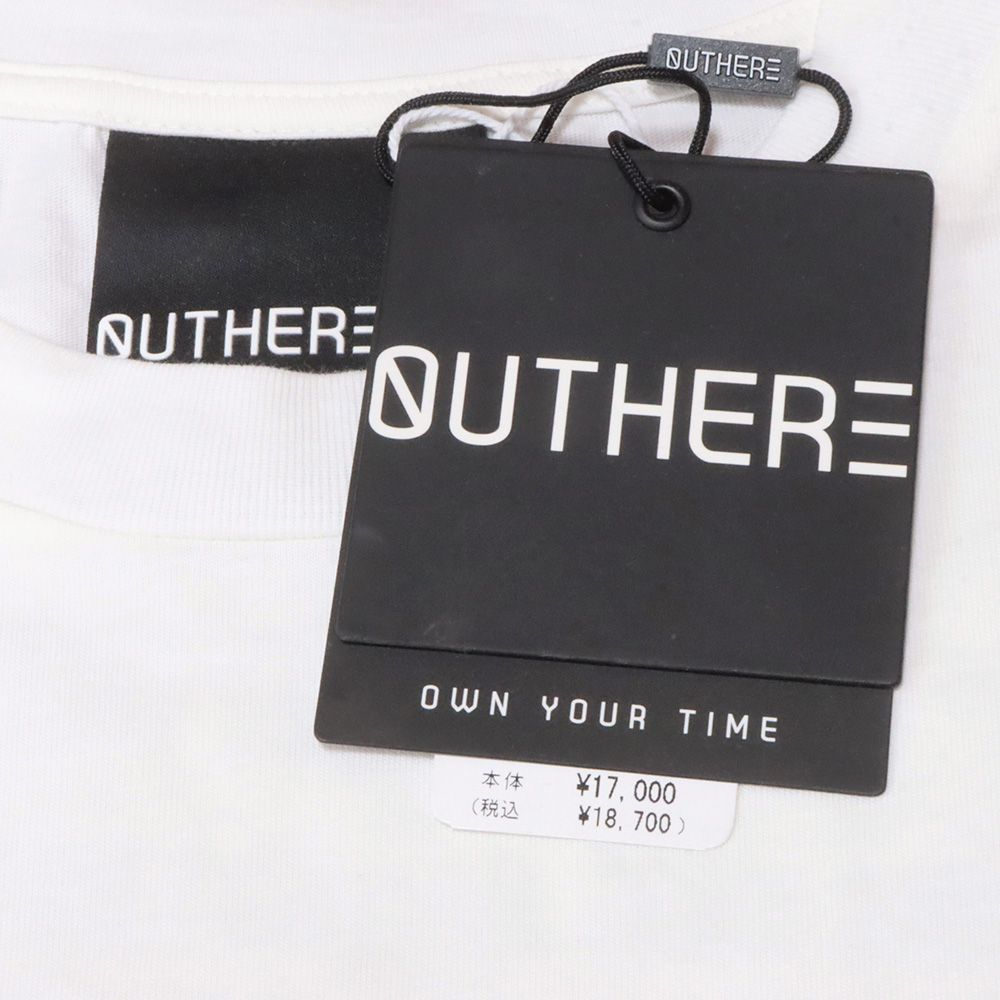 OUTHERE
OUTHERE
OUTHERE
OWN YOUR TIME
本体 ¥17,000
(税込 ¥18,700)